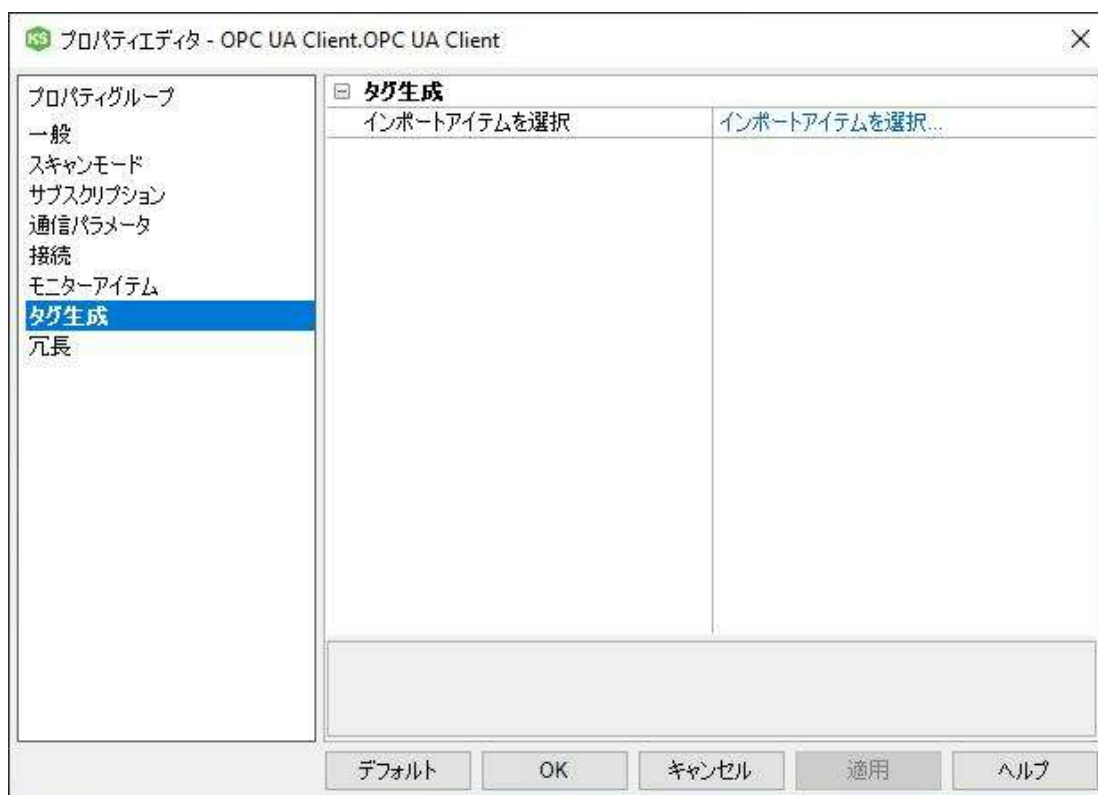 KS プロパティエディタ - OPC UA Client.OPC UA Client
プロパティグループ
一般
スキャンモード
サブスクリプション
通信パラメータ
接続
モニターアイテム
タグ生成
冗長
タグ生成
インポートアイテムを選択 インポートアイテムを選択...
デフォルト OK キャンセル 適用 ヘルプ